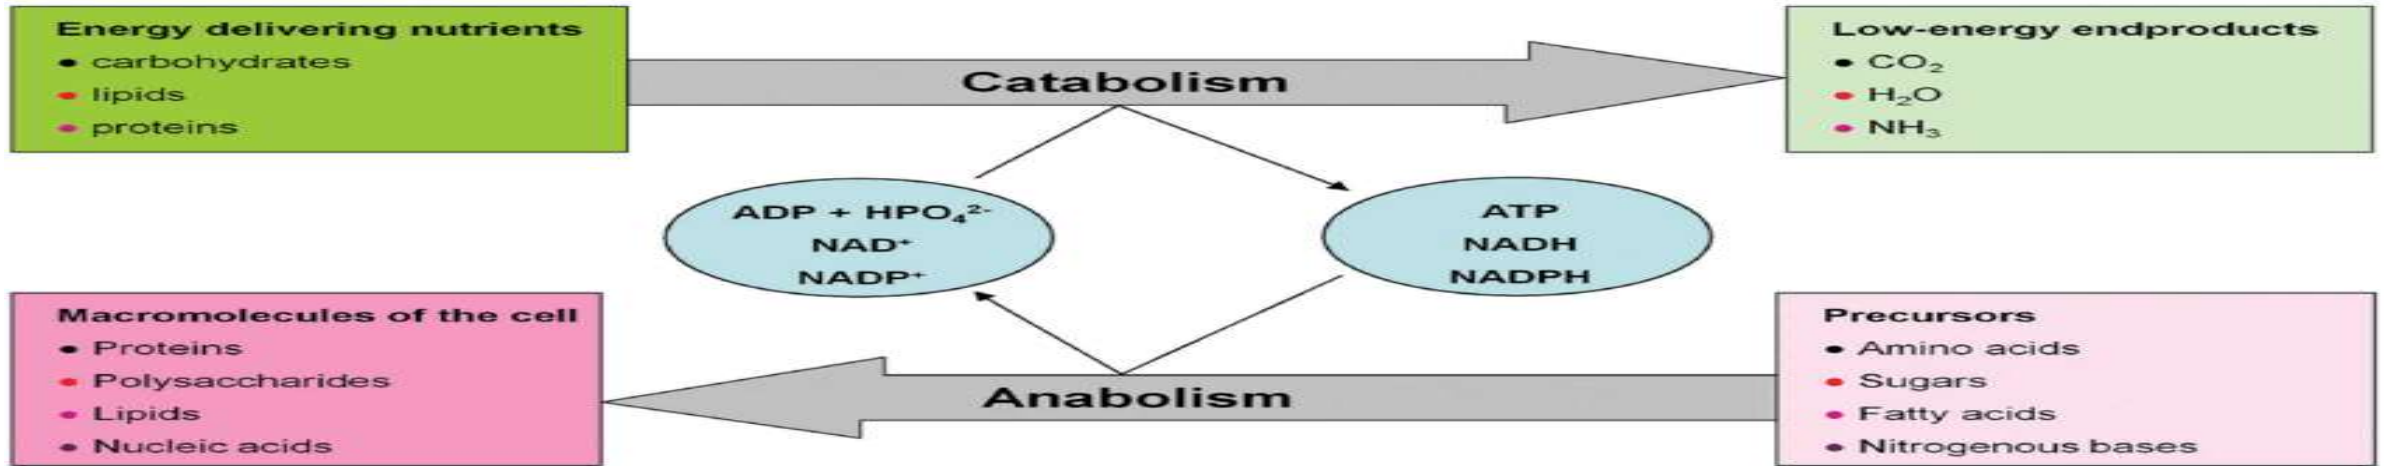 Energy delivering nutrients
• carbohydrates
• lipids
• proteins
Catabolism
Low-energy endproducts
• CO₂
• H₂O
• NH₃
ADP + HPO₄²⁻
NAD⁺
NADP⁺
ATP
NADH
NADPH
Macromolecules of the cell
• Proteins
• Polysaccharides
• Lipids
• Nucleic acids
Anabolism
Precursors
• Amino acids
• Sugars
• Fatty acids
• Nitrogenous bases